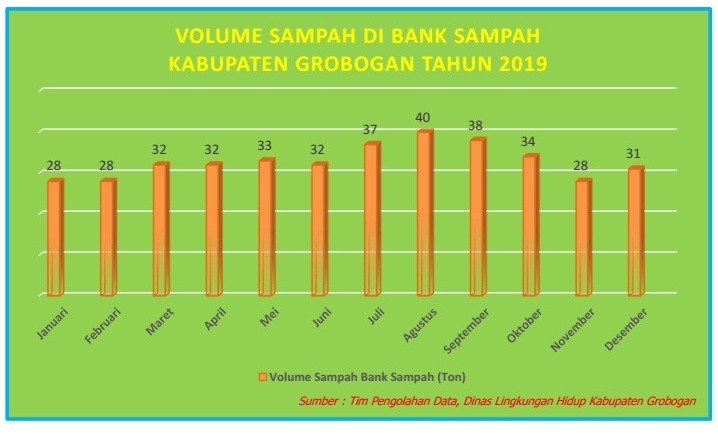 VOLUME SAMPAH DI BANK SAMPAH
KABUPATEN GROBOGAN TAHUN 2019
28
28
32
32
33
32
37
40
38
34
28
31
Januari
Februari
Maret
April
Mei
Juni
Juli
Agustus
September
Oktober
November
Desember
Volume Sampah Bank Sampah (Ton)
Sumber : Tim Pengolahan Data, Dinas Lingkungan Hidup Kabupaten Grobogan